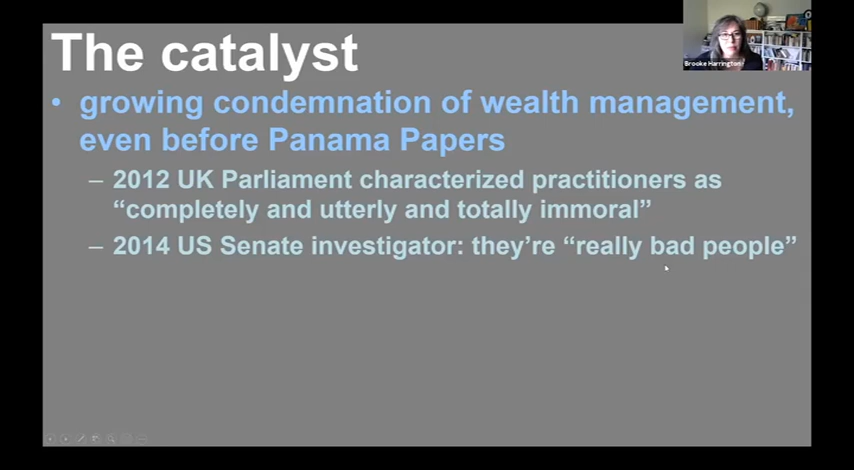 The catalyst
Brooke Harrington
• growing condemnation of wealth management,
even before Panama Papers
– 2012 UK Parliament characterized practitioners as
“completely and utterly and totally immoral”
– 2014 US Senate investigator: they’re “really bad people”